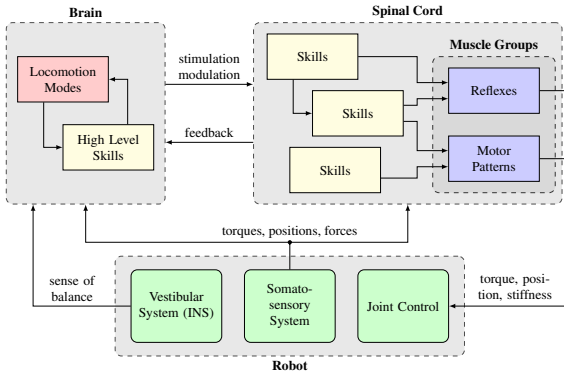 Brain
Spinal Cord
Locomotion
Modes
High Level
Skills
stimulation
modulation
feedback
Skills
Skills
Skills
Muscle Groups
Reflexes
Motor
Patterns
torques, positions, forces
sense of
balance
Vestibular
System (INS)
Somato-
sensory
System
Joint Control
torque, posi-
tion, stiffness
Robot